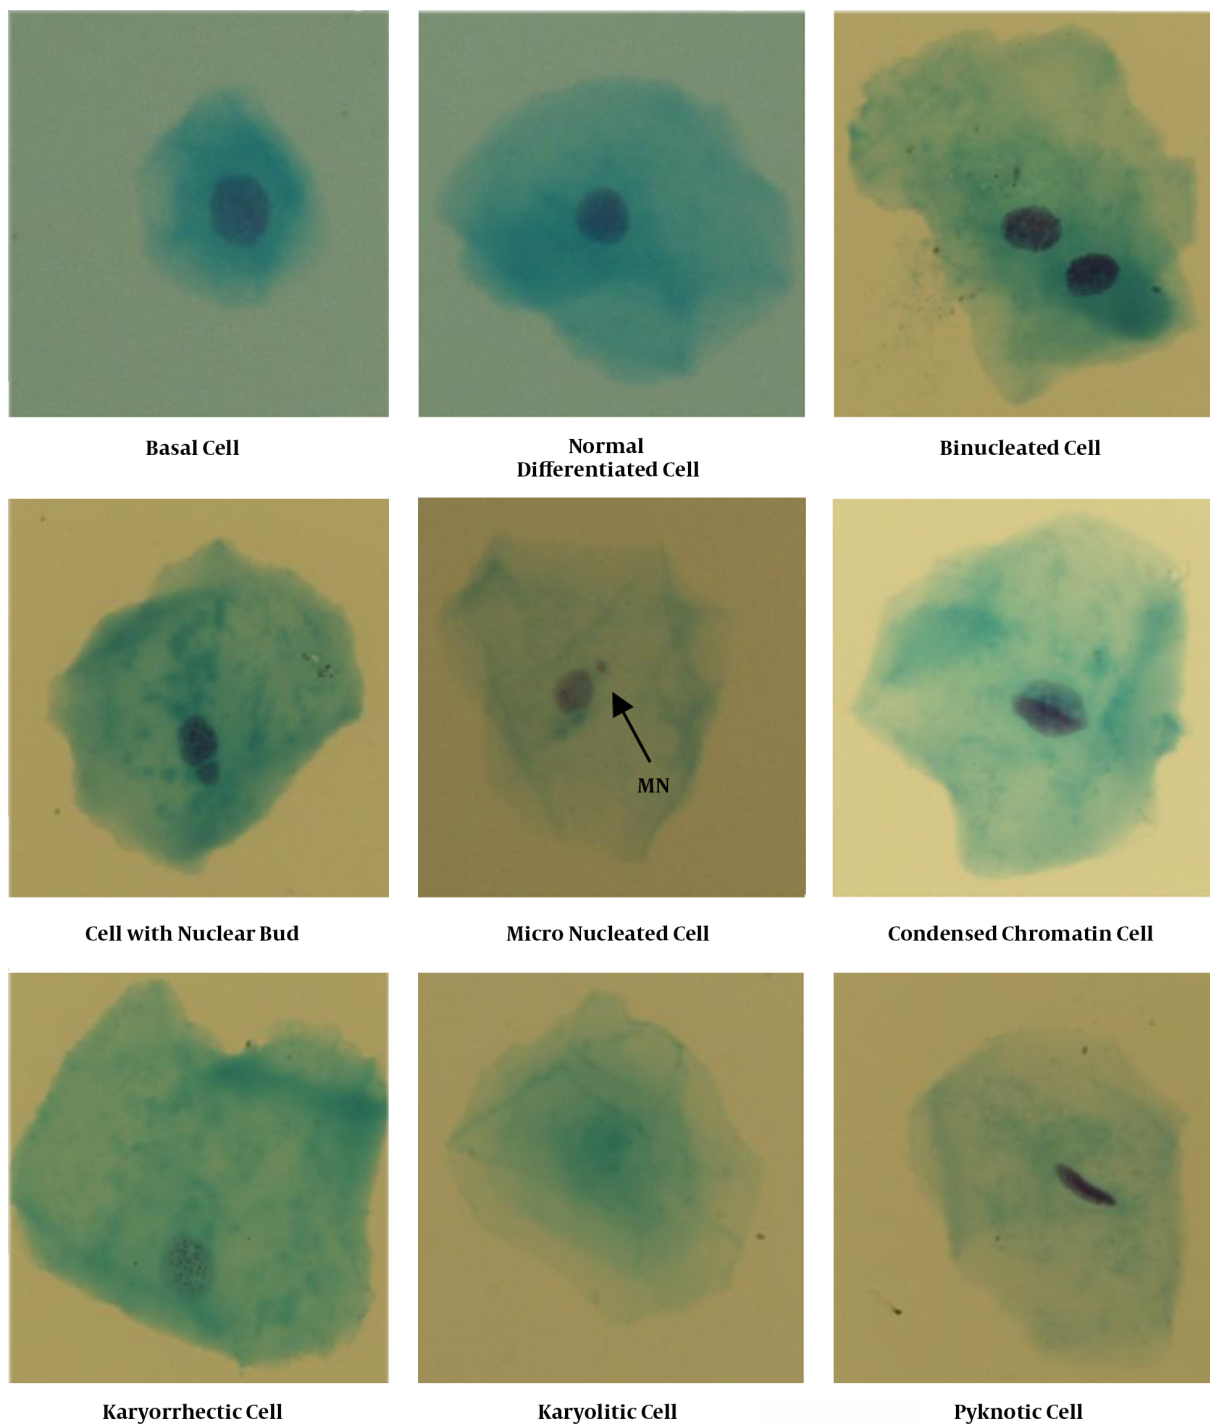 Basal Cell
Normal
Differentiated Cell
Binucleated Cell
MN
Cell with Nuclear Bud
Micro Nucleated Cell
Condensed Chromatin Cell
Karyorrhectic Cell
Karyolitic Cell
Pyknotic Cell